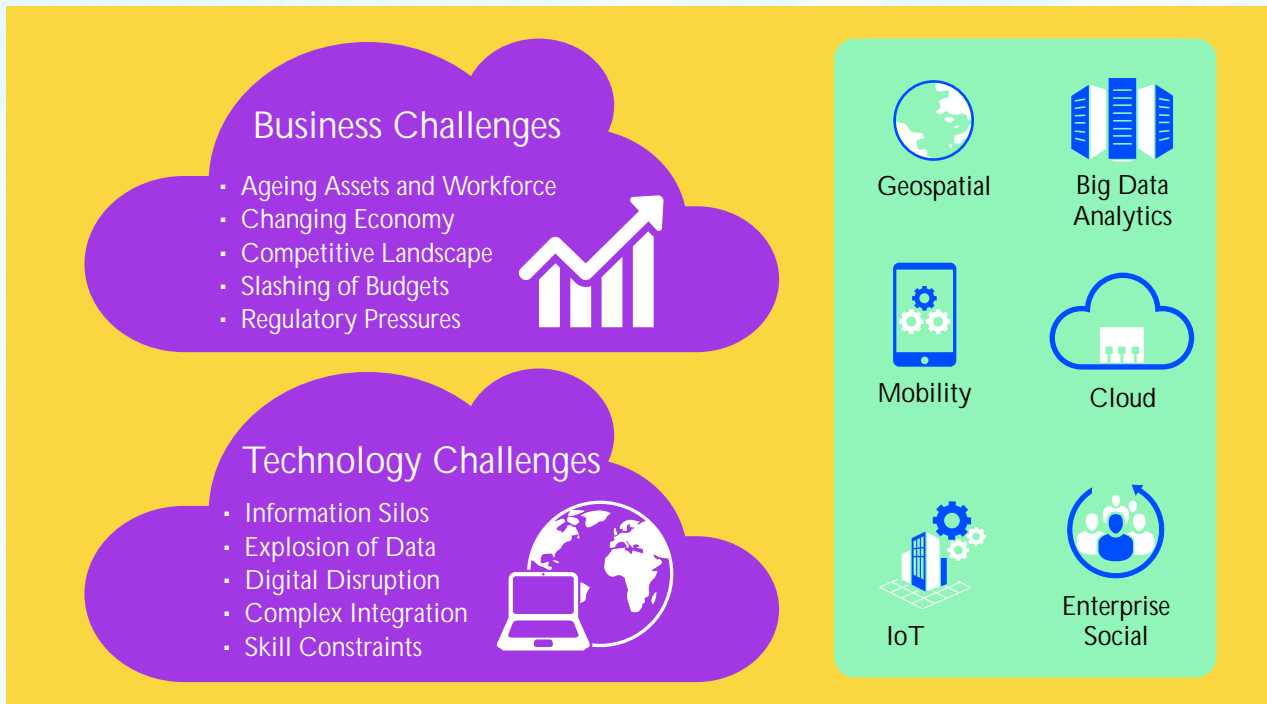 Business Challenges
▪ Ageing Assets and Workforce
▪ Changing Economy
▪ Competitive Landscape
▪ Slashing of Budgets
▪ Regulatory Pressures
Technology Challenges
▪ Information Silos
▪ Explosion of Data
▪ Digital Disruption
▪ Complex Integration
▪ Skill Constraints
Geospatial
Big Data
Analytics
Mobility
Cloud
IoT
Enterprise
Social